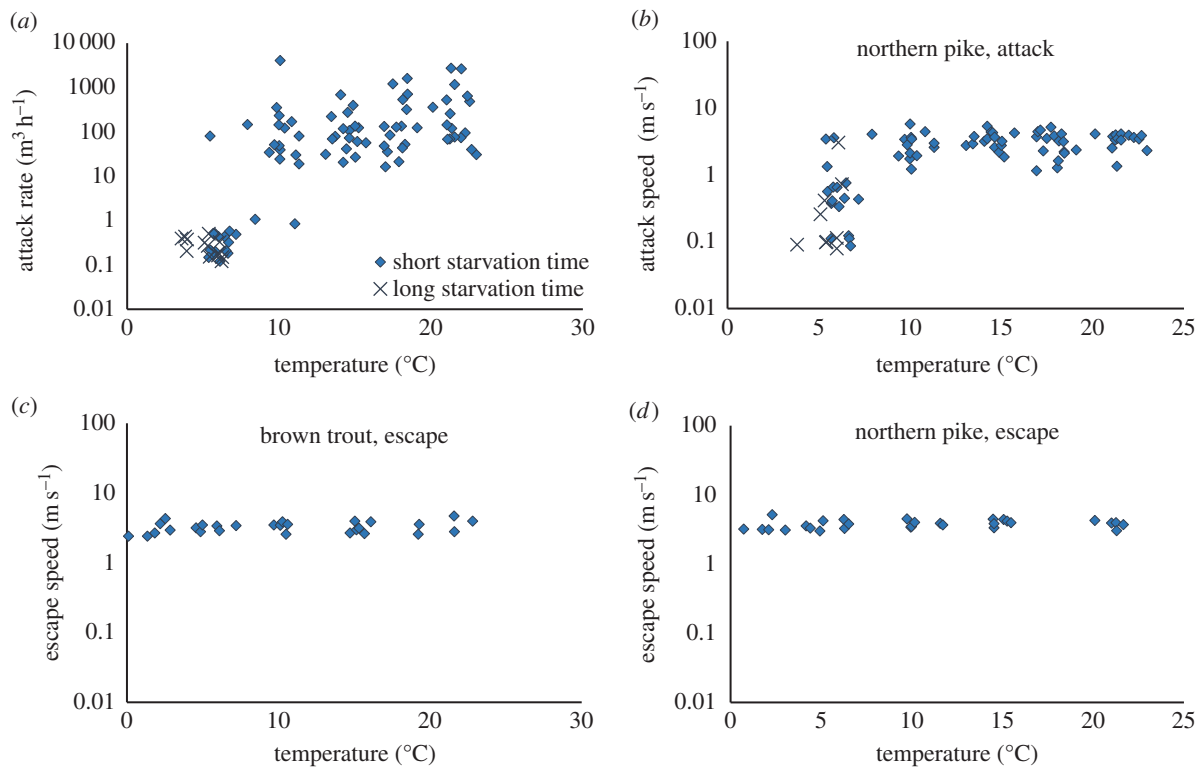 (a)
attack rate (m³ h⁻¹)
10 000
1000
100
10
1
0.1
0.01
0 10 20 30
temperature (°C)
short starvation time
long starvation time
(b)
northern pike, attack
attack speed (m s⁻¹)
100
10
1
0.1
0.01
0 5 10 15 20 25
temperature (°C)
(c)
brown trout, escape
escape speed (m s⁻¹)
100
10
1
0.1
0.01
0 10 20 30
temperature (°C)
(d)
northern pike, escape
escape speed (m s⁻¹)
100
10
1
0.1
0.01
0 5 10 15 20 25
temperature (°C)